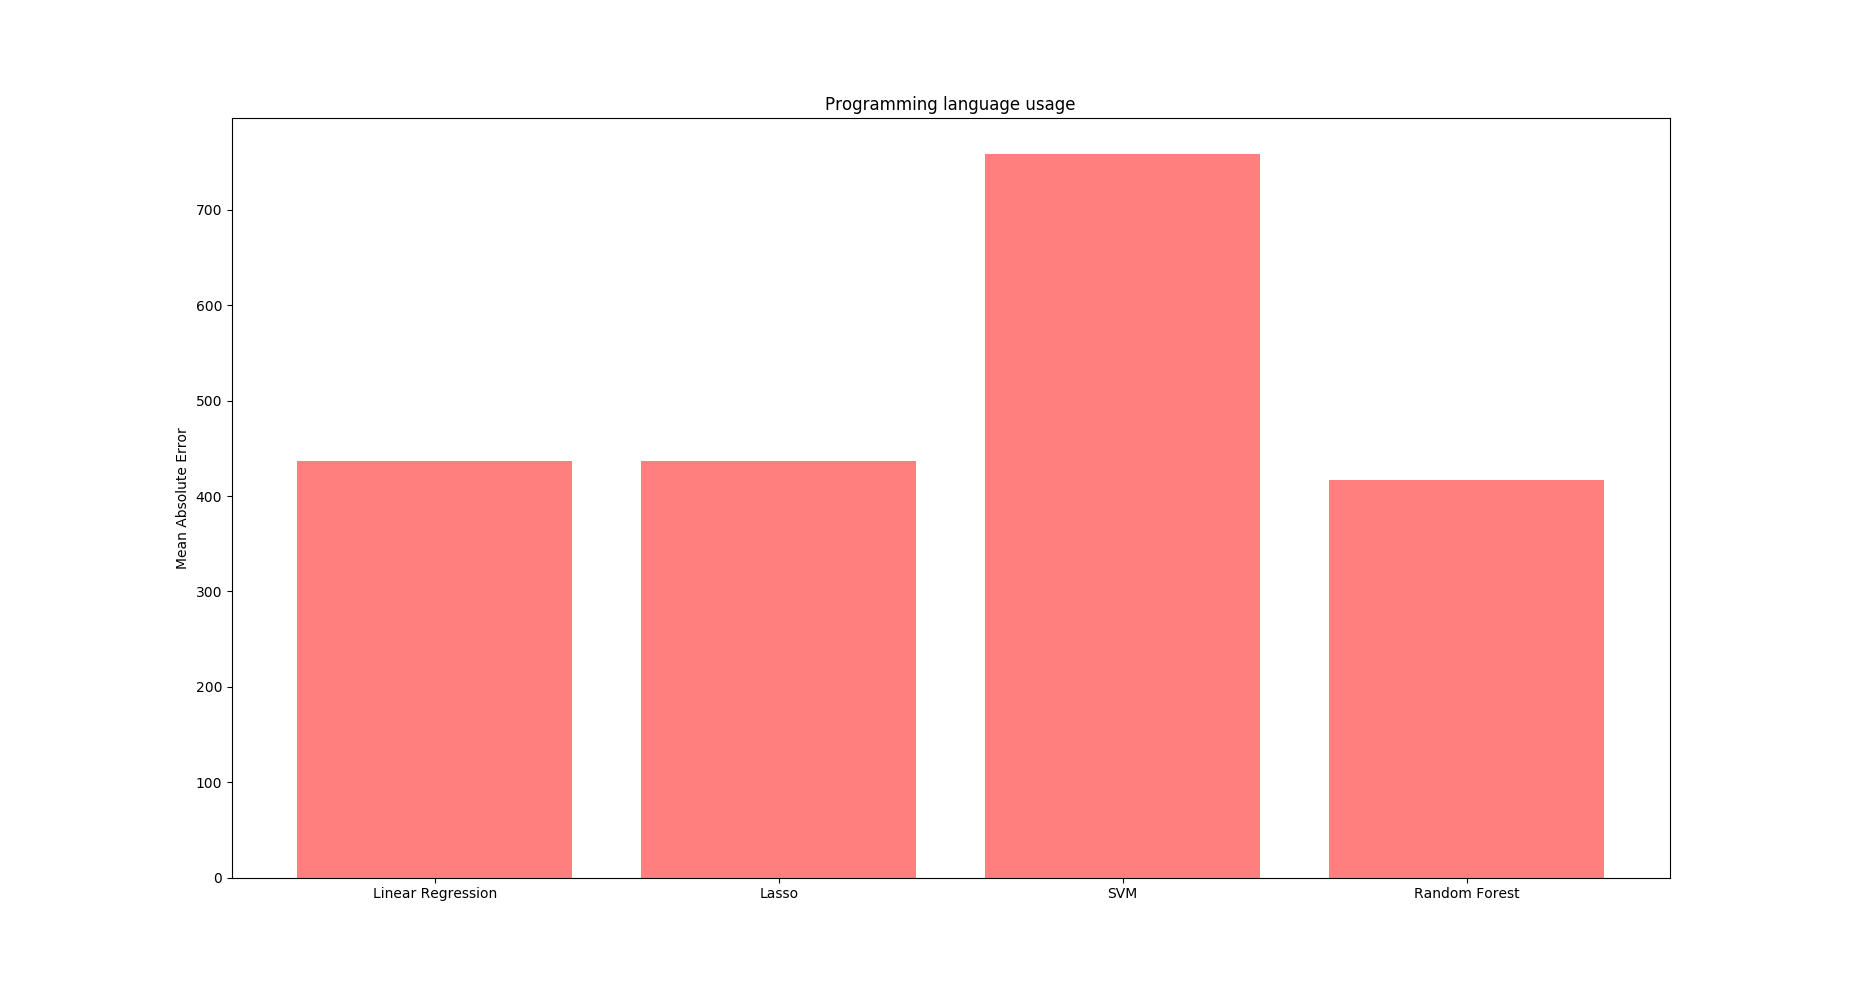 Programming language usage
Mean Absolute Error
700
600
500
400
300
200
100
0
Linear Regression
Lasso
SVM
Random Forest